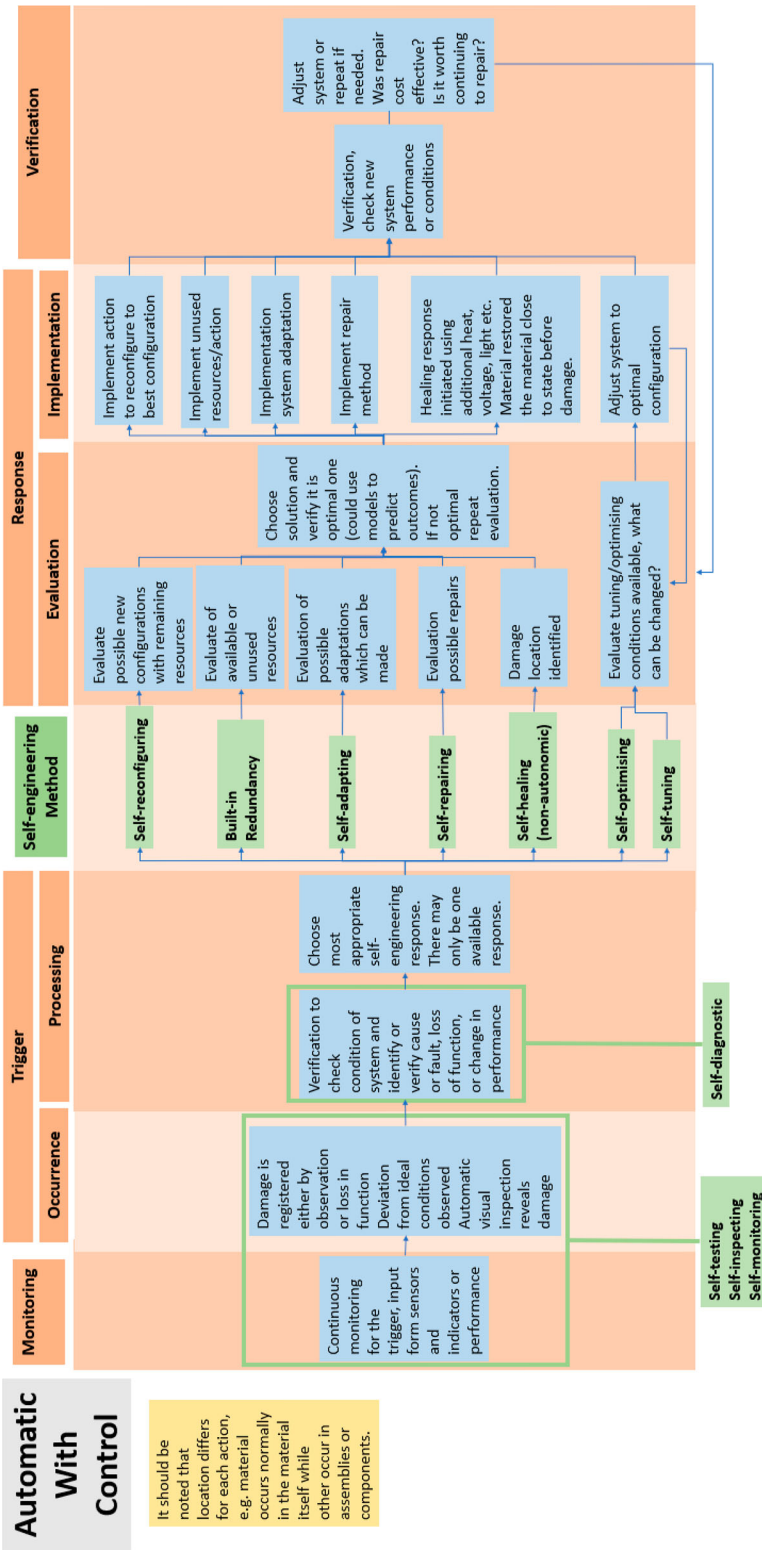 Automatic
With
Control
It should be
noted that
location differs
for each action,
e.g. material
occurs normally
in the material
itself while
other occur in
assemblies or
components.
Monitoring
Trigger
Occurrence
Processing
Self-engineering
Method
Response
Evaluation
Implementation
Verification
Continuous
monitoring
for the
trigger, input
form sensors
and
indicators or
performance
Damage is
registered
either by
observation
or loss in
function
Deviation
from ideal
conditions
observed
Automatic
visual
inspection
reveals
damage
Self-testing
Self-inspecting
Self-monitoring
Verification to
check
condition of
system and
identify or
verify cause
or fault, loss
of function,
or change in
performance
Self-diagnostic
Choose
most
appropriate
self-
engineering
response.
There may
only be one
available
response.
Self-reconfiguring
Built-in
Redundancy
Self-adapting
Self-repairing
Self-healing
(non-autonomic)
Self-optimising
Self-tuning
Evaluate
possible new
configurations
with remaining
resources
Evaluate of
available or
unused
resources
Evaluation of
possible
adaptations
which can be
made
Evaluation
possible repairs
Damage
location
identified
Evaluate tuning/optimising
conditions available, what
can be changed?
Choose
solution and
verify it is
optimal one
(could use
models to
predict
outcomes).
If not
optimal
repeat
evaluation.
Implement action
to reconfigure to
best configuration
Implement unused
resources/action
Implementation
system adaptation
Implement repair
method
Healing response
initiated using
additional heat,
voltage, light etc.
Material restored
the material close
to state before
damage.
Adjust system to
optimal
configuration
Verification,
check new
system
performance
or conditions
Adjust
system or
repeat if
needed.
Was repair
cost
effective?
Is it worth
continuing
to repair?